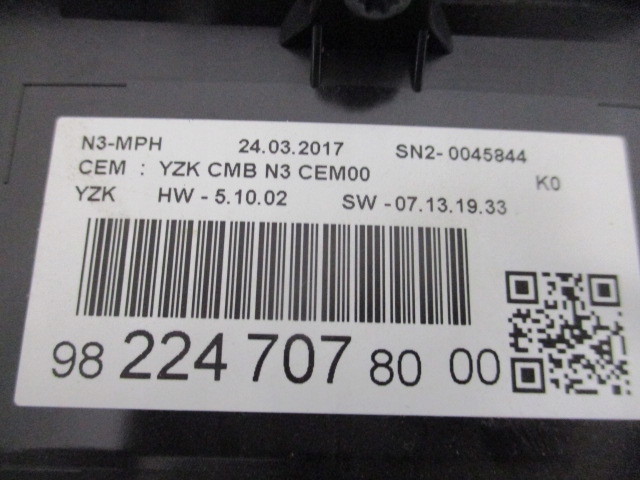 N3-MPH 24.03.2017 SN2-0045844
CEM : YZK CMB N3 CEM00 K0
YZK HW - 5.10.02 SW -07.13.19.33
98 224 707 80 00